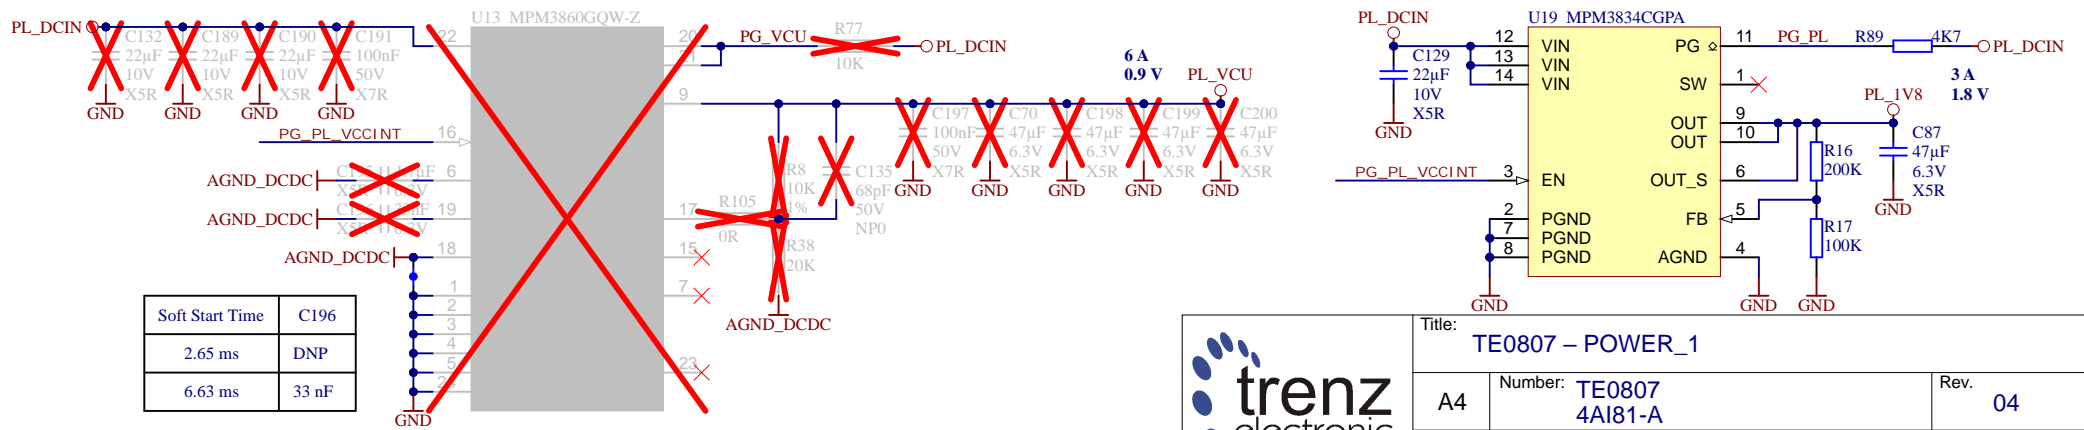 U13 MPM3860GQW-Z
PL_DCIN
C132
22µF
10V
X5R
GND
C189
22µF
10V
X5R
GND
C190
22µF
10V
X5R
GND
C191
100nF
50V
X7R
GND
22
20
21
PG_VCU
R77
10K
PL_DCIN
6 A
0.9 V
PL_VCU
9
C197
100nF
50V
X7R
GND
C70
47µF
6.3V
X5R
GND
C198
47µF
6.3V
X5R
GND
C199
47µF
6.3V
X5R
GND
C200
47µF
6.3V
X5R
GND
PG_PL_VCCINT
16
AGND_DCDC
X5R
6
AGND_DCDC
C196
X5R
19
AGND_DCDC
18
1
2
3
4
5
24
GND
R8
10K
1%
C135
68pF
50V
NP0
R105
0R
17
R38
20K
15
7
23
AGND_DCDC
Soft Start Time C196
2.65 ms DNP
6.63 ms 33 nF
U19 MPM3834CGPA
PL_DCIN
C129
22µF
10V
X5R
GND
12 VIN
13 VIN
14 VIN
PG 11
PG_PL
R89
4K7
PL_DCIN
SW 1
3 A
1.8 V
PL_1V8
OUT 9
OUT 10
C87
47µF
6.3V
X5R
GND
R16
200K
PG_PL_VCCINT
3 EN
OUT_S 6
FB 5
R17
100K
2 PGND
7 PGND
8 PGND
AGND 4
GND
GND
GND
Title:
TE0807 – POWER_1
trenz
electronic
A4
Number: TE0807
4AI81-A
Rev.
04